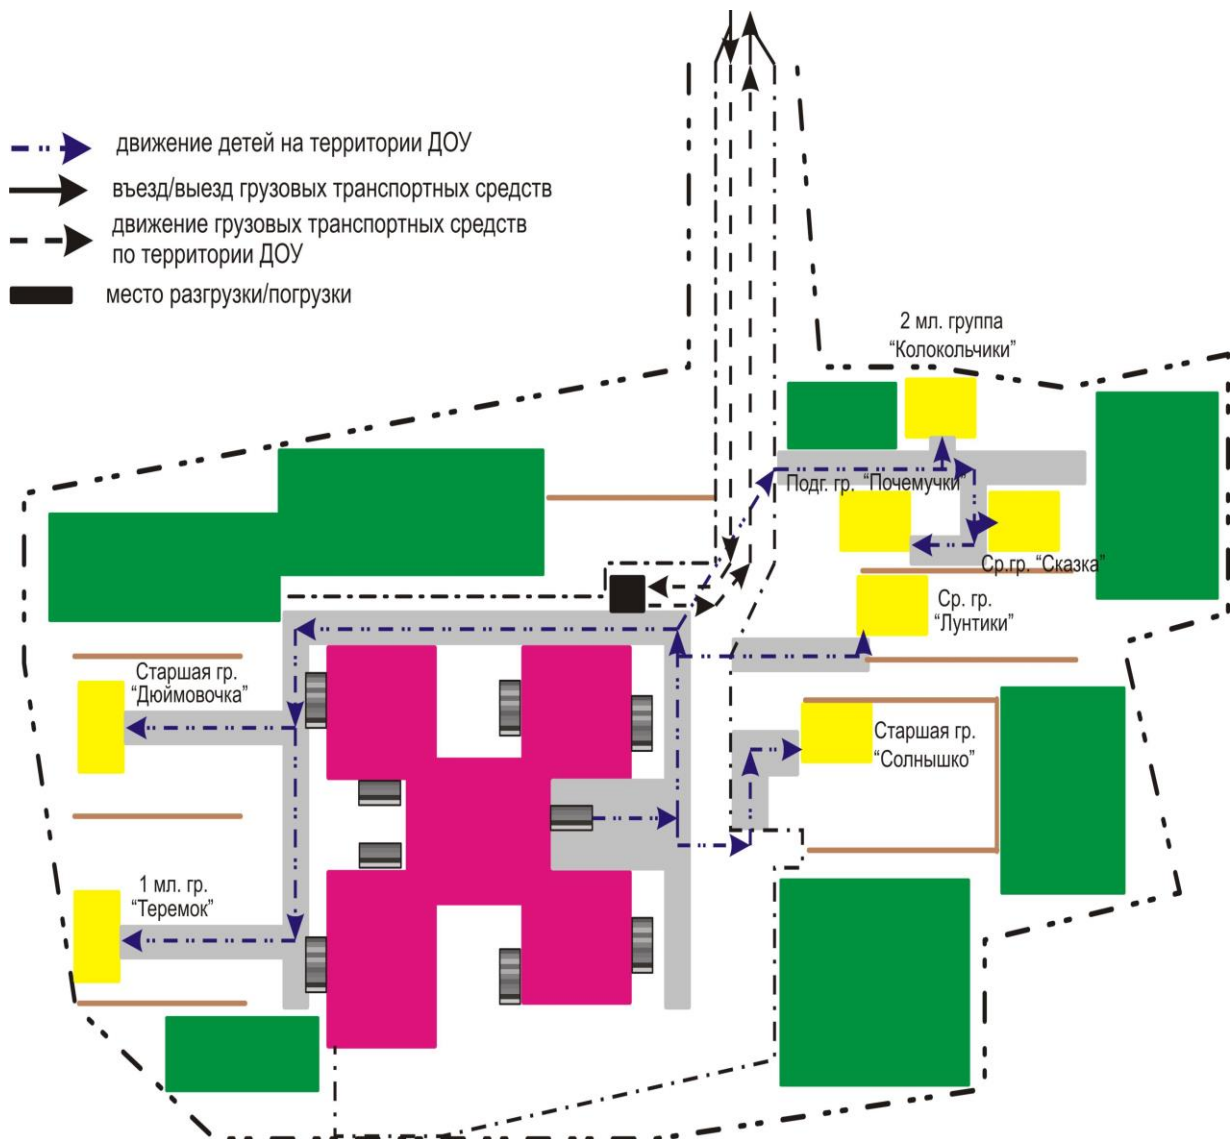 движение детей на территории ДОУ
въезд/выезд грузовых транспортных средств
движение грузовых транспортных средств
по территории ДОУ
место разгрузки/погрузки
2 мл. группа
“Колокольчики”
Подг. гр. “Почемучки”
Ср.гр. “Сказка”
Ср. гр.
“Лунтики”
Старшая гр.
“Дюймовочка”
Старшая гр.
“Солнышко”
1 мл. гр.
“Теремок”